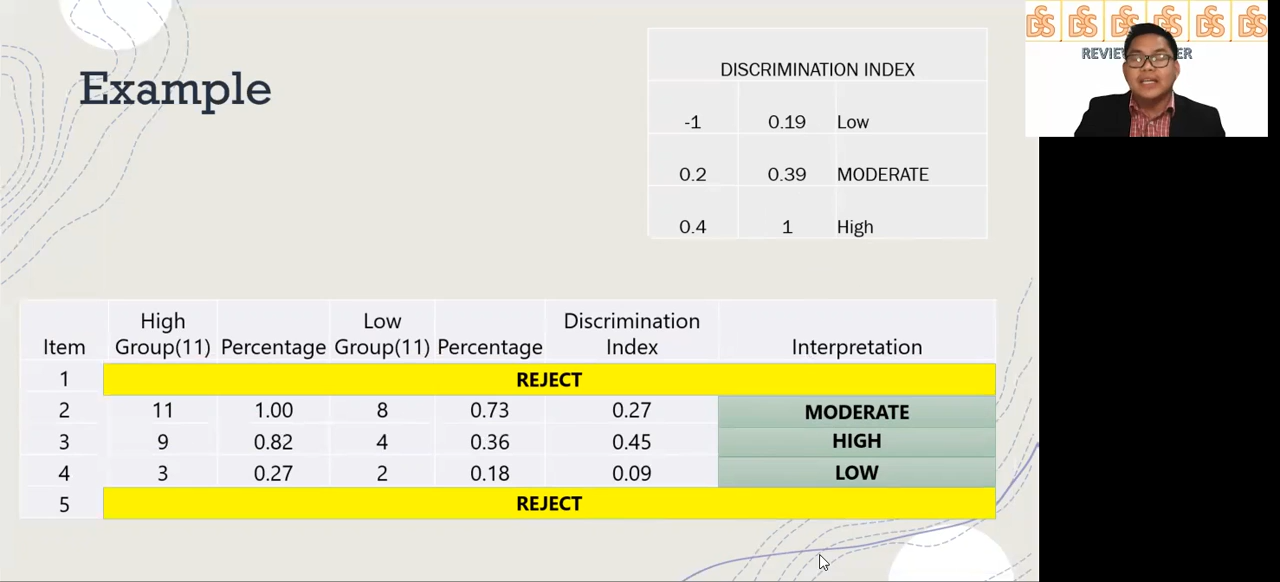 Example
DISCRIMINATION INDEX
-1 0.19 Low
0.2 0.39 MODERATE
0.4 1 High
Item High Group(11) Percentage Low Group(11) Percentage Discrimination Index Interpretation
1 REJECT
2 11 1.00 8 0.73 0.27 MODERATE
3 9 0.82 4 0.36 0.45 HIGH
4 3 0.27 2 0.18 0.09 LOW
5 REJECT